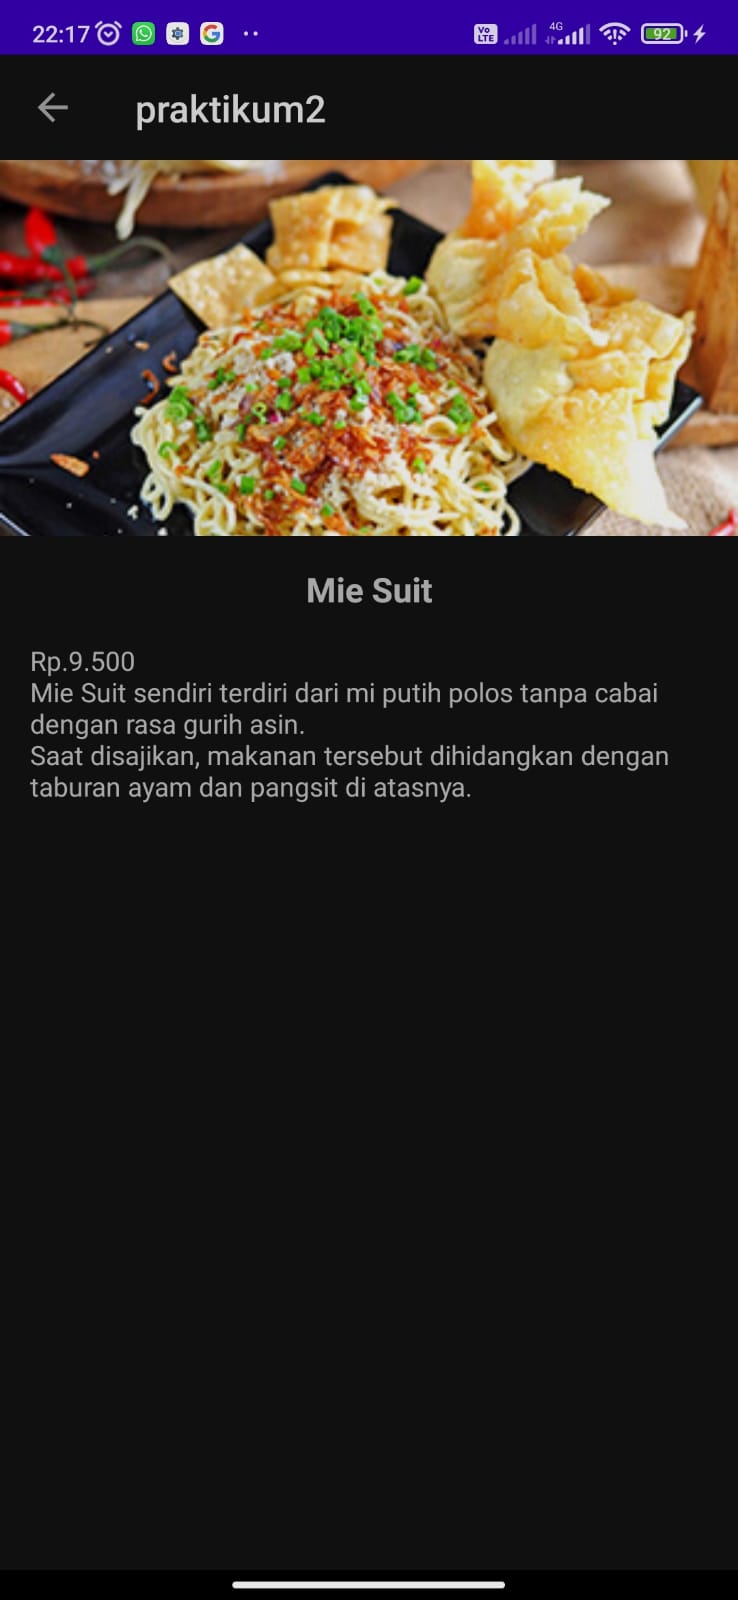 22:17
Vo
LTE
4G
92
praktikum2
Mie Suit
Rp.9.500
Mie Suit sendiri terdiri dari mi putih polos tanpa cabai
dengan rasa gurih asin.
Saat disajikan, makanan tersebut dihidangkan dengan
taburan ayam dan pangsit di atasnya.